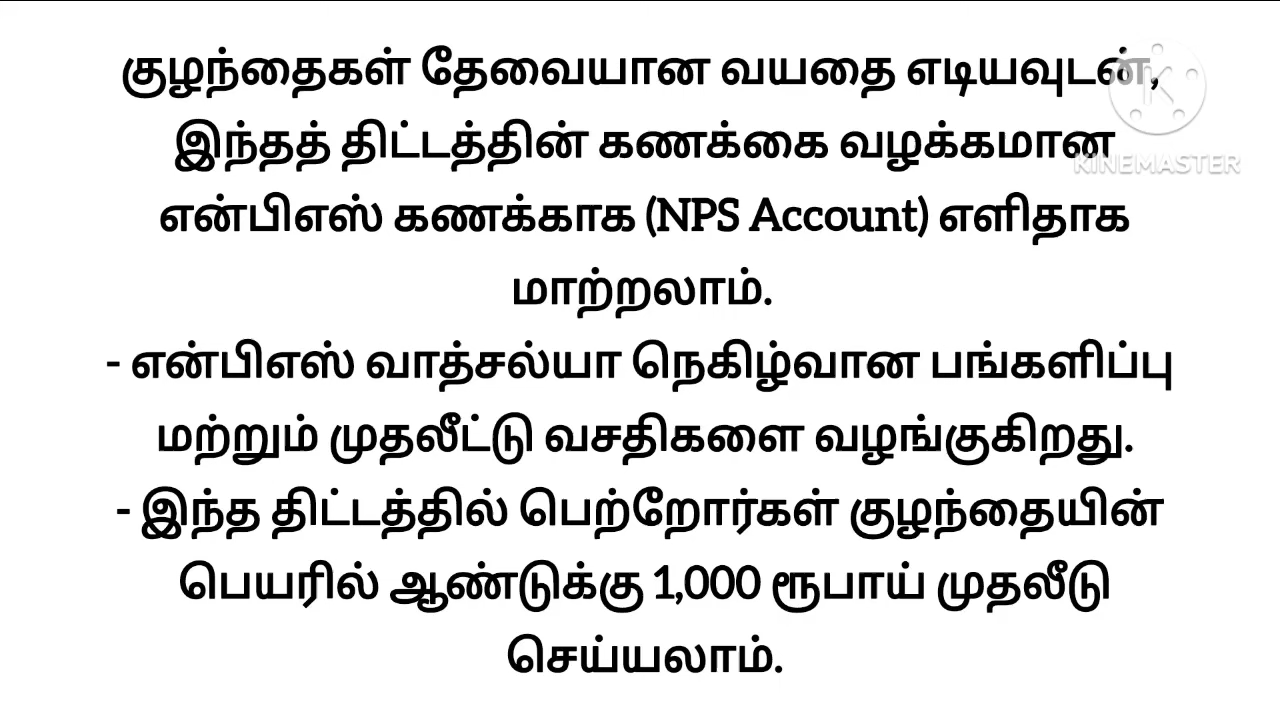 குழந்தைகள் தேவையான வயதை எடியவுடன்,
இந்தத் திட்டத்தின் கணக்கை வழக்கமான
என்பிஎஸ் கணக்காக (NPS Account) எளிதாக
மாற்றலாம்.
- என்பிஎஸ் வாத்சல்யா நெகிழ்வான பங்களிப்பு
மற்றும் முதலீட்டு வசதிகளை வழங்குகிறது.
- இந்த திட்டத்தில் பெற்றோர்கள் குழந்தையின்
பெயரில் ஆண்டுக்கு 1,000 ரூபாய் முதலீடு
செய்யலாம்.
K
KINEMASTER